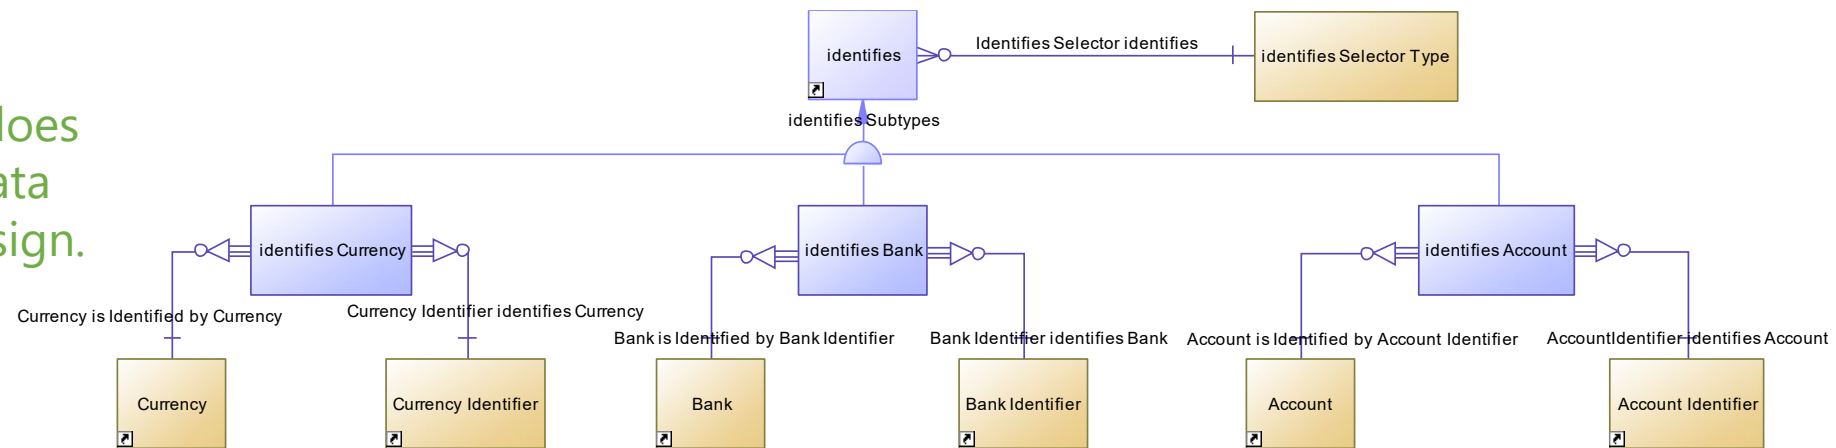 identifies
Identifies Selector identifies
identifies Selector Type
identifies Subtypes
sign.
identifies Currency
identifies Bank
identifies Account
Currency is Identified by Currency
Currency Identifier identifies Currency
Bank is Identified by Bank Identifier
Bank Identifier identifies Bank
Account is Identified by Account Identifier
AccountIdentifier identifies Account
Currency
Currency Identifier
Bank
Bank Identifier
Account
Account Identifier